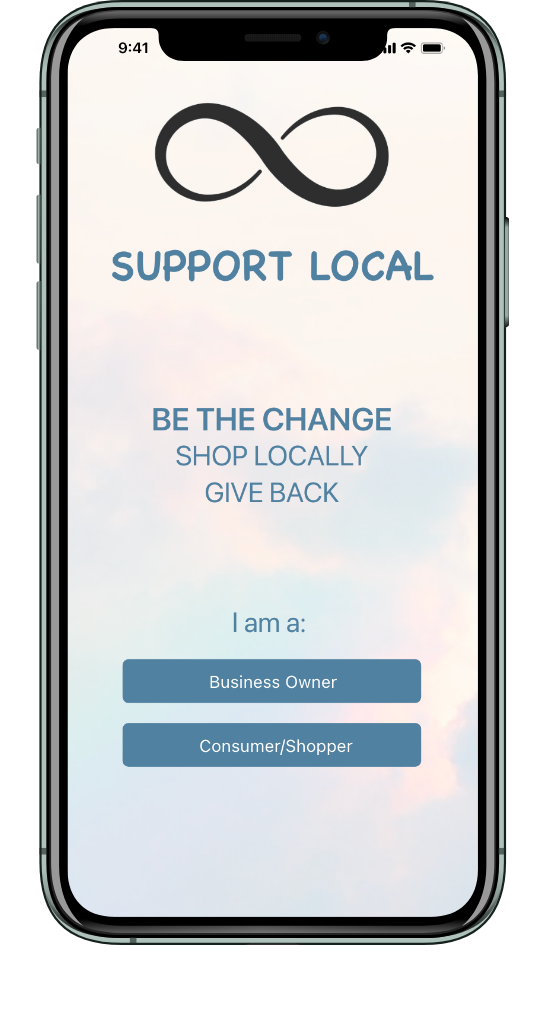 9:41
SUPPORT LOCAL
BE THE CHANGE
SHOP LOCALLY
GIVE BACK
I am a:
Business Owner
Consumer/Shopper